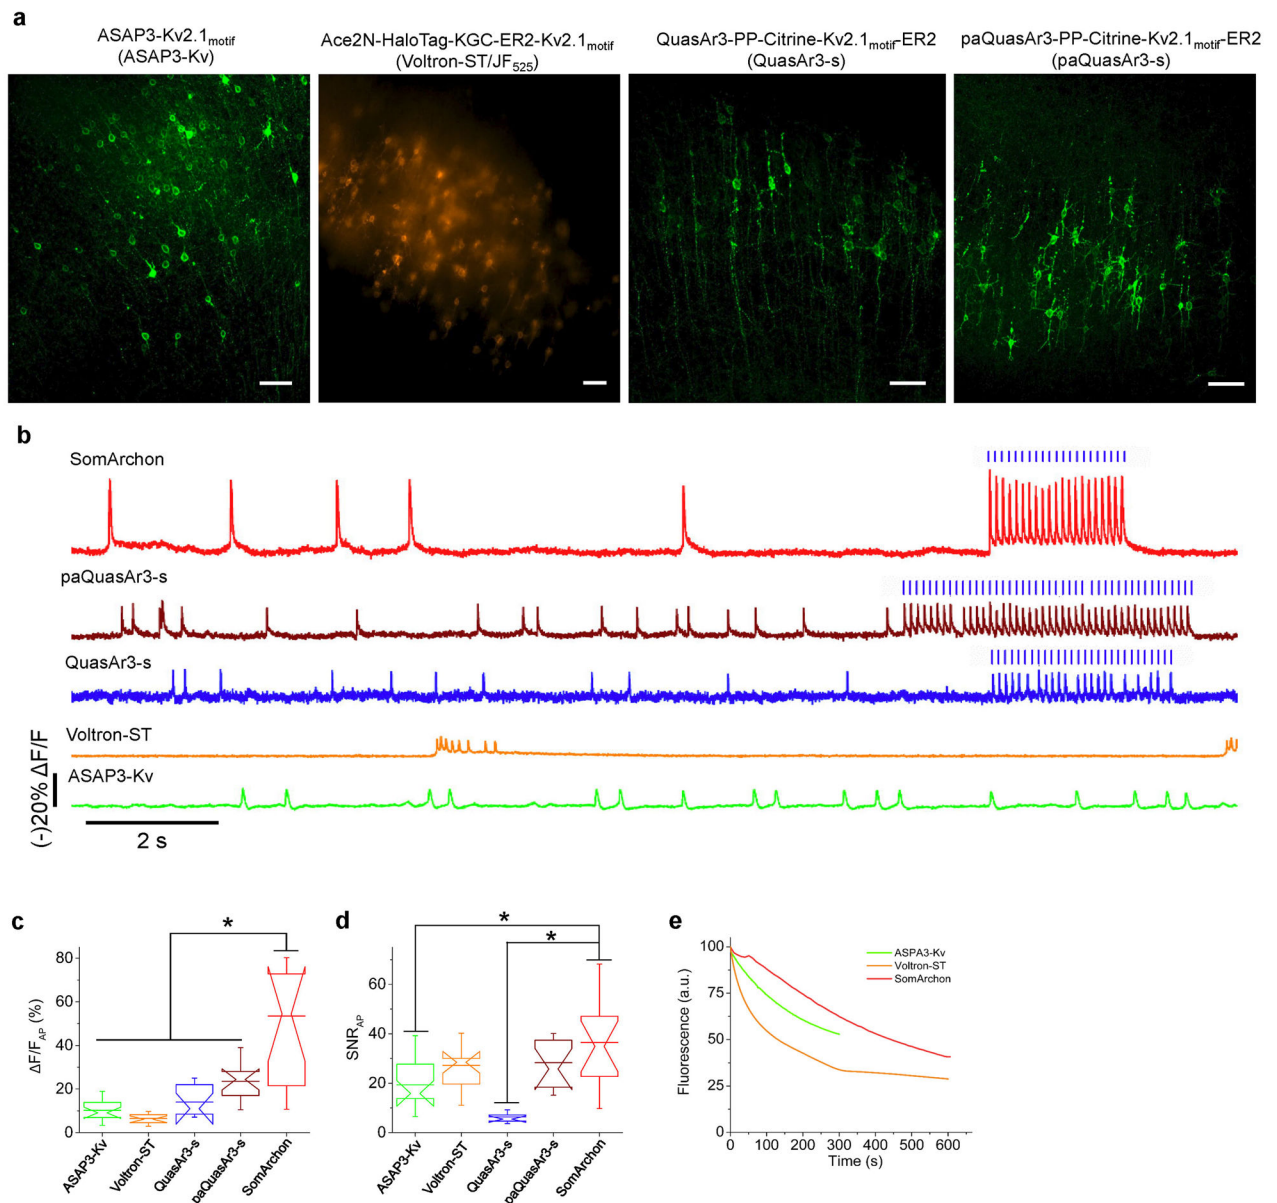 a
ASAP3-Kv2.1motif
(ASAP3-Kv)
Ace2N-HaloTag-KGC-ER2-Kv2.1motif
(Voltron-ST/JF525)
QuasAr3-PP-Citrine-Kv2.1motif-ER2
(QuasAr3-s)
paQuasAr3-PP-Citrine-Kv2.1motif-ER2
(paQuasAr3-s)
b
SomArchon
paQuasAr3-s
QuasAr3-s
Voltron-ST
ASAP3-Kv
(-)20% ΔF/F
2 s
c
*
ΔF/FAP (%)
80
60
40
20
0
ASAP3-Kv
Voltron-ST
QuasAr3-s
paQuasAr3-s
SomArchon
d
*
*
SNRAP
60
40
20
0
ASAP3-Kv
Voltron-ST
QuasAr3-s
paQuasAr3-s
SomArchon
e
Fluorescence (a.u.)
100
75
50
25
0
ASPA3-Kv
Voltron-ST
SomArchon
0 100 200 300 400 500 600
Time (s)